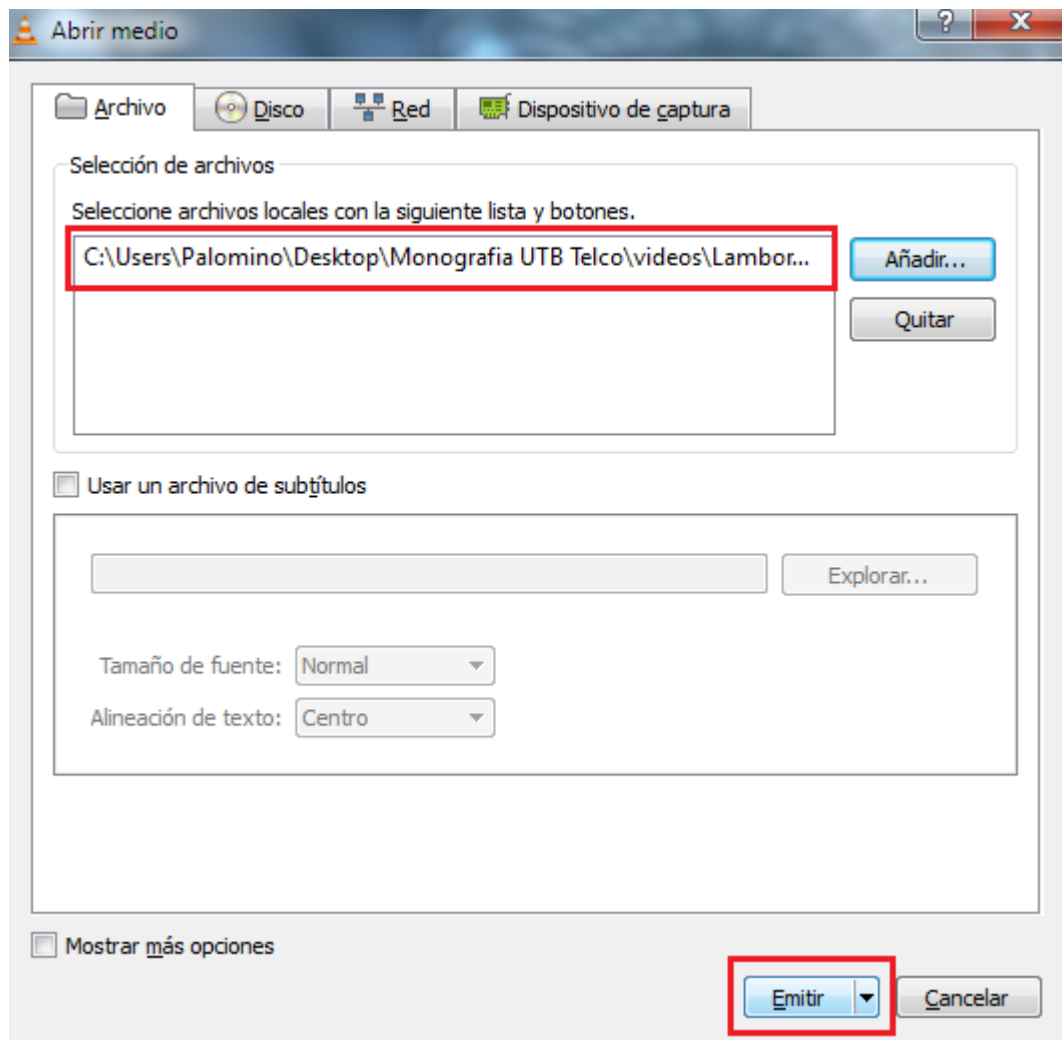 Abrir medio
Archivo Disco Red Dispositivo de captura
Selección de archivos
Seleccione archivos locales con la siguiente lista y botones.
C:\Users\Palomino\Desktop\Monografia UTB Telco\videos\Lambor... Añadir...
Quitar
Usar un archivo de subtítulos
Explorar...
Tamaño de fuente: Normal
Alineación de texto: Centro
Mostrar más opciones
Emitir Cancelar